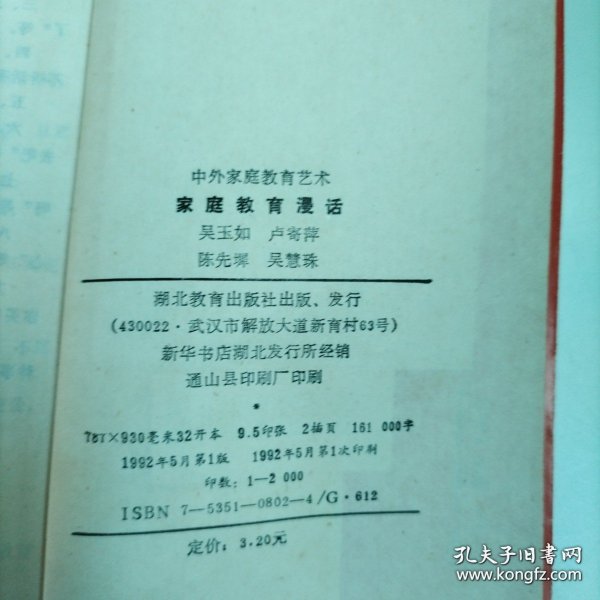 中外家庭教育艺术
家庭教育漫话
吴玉如 卢寄萍
陈先墀 吴慧珠
湖北教育出版社出版、发行
(430022·武汉市解放大道新育村63号)
新华书店湖北发行所经销
通山县印刷厂印刷
*
787×930毫米32开本 9.5印张 2插页 161 000字
1992年5月第1版 1992年5月第1次印刷
印数：1—2 000
ISBN 7—5351—0802—4/G·612
定价：3.20元
孔夫子旧书网
www.kongfz.com